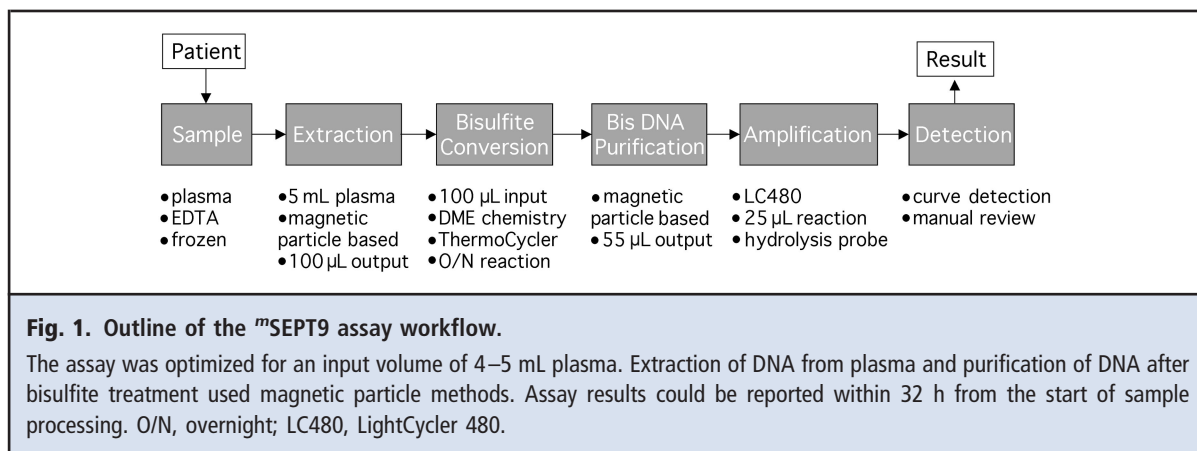 Patient
Result
Sample
Extraction
Bisulfite
Conversion
Bis DNA
Purification
Amplification
Detection
•plasma
•EDTA
•frozen
•5 mL plasma
•magnetic
particle based
•100 µL output
•100 µL input
•DME chemistry
•ThermoCycler
•O/N reaction
•magnetic
particle based
•55 µL output
•LC480
•25 µL reaction
•hydrolysis probe
•curve detection
•manual review
Fig. 1. Outline of the ᵐSEPT9 assay workflow.
The assay was optimized for an input volume of 4–5 mL plasma. Extraction of DNA from plasma and purification of DNA after
bisulfite treatment used magnetic particle methods. Assay results could be reported within 32 h from the start of sample
processing. O/N, overnight; LC480, LightCycler 480.